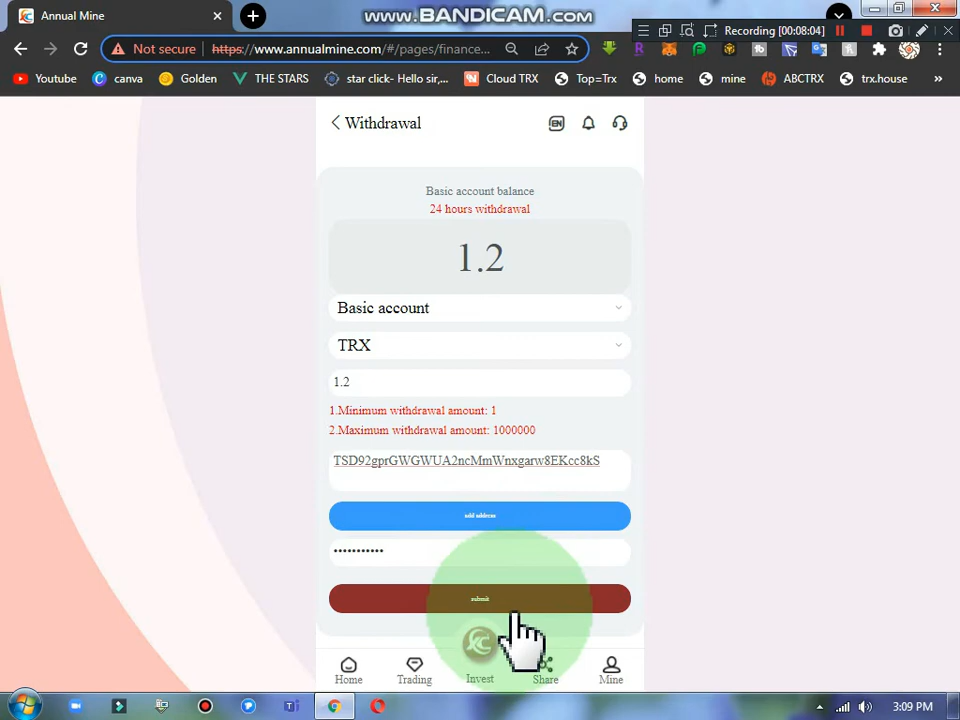 Annual Mine
www.BANDICAM.com
Recording [00:08:04]
Not secure
https://www.annualmine.com/#/pages/finance...
Youtube
canva
Golden
THE STARS
star click- Hello sir,...
Cloud TRX
Top=Trx
home
mine
ABCTRX
trx.house
»
Withdrawal
EN
Basic account balance
24 hours withdrawal
1.2
Basic account
TRX
1.2
1.Minimum withdrawal amount: 1
2.Maximum withdrawal amount: 1000000
TSD92gprGWGWUA2ncMmWnxgarw8EKcc8kS
add address
•••••••••••
submit
Home
Trading
Invest
Share
Mine
3:09 PM